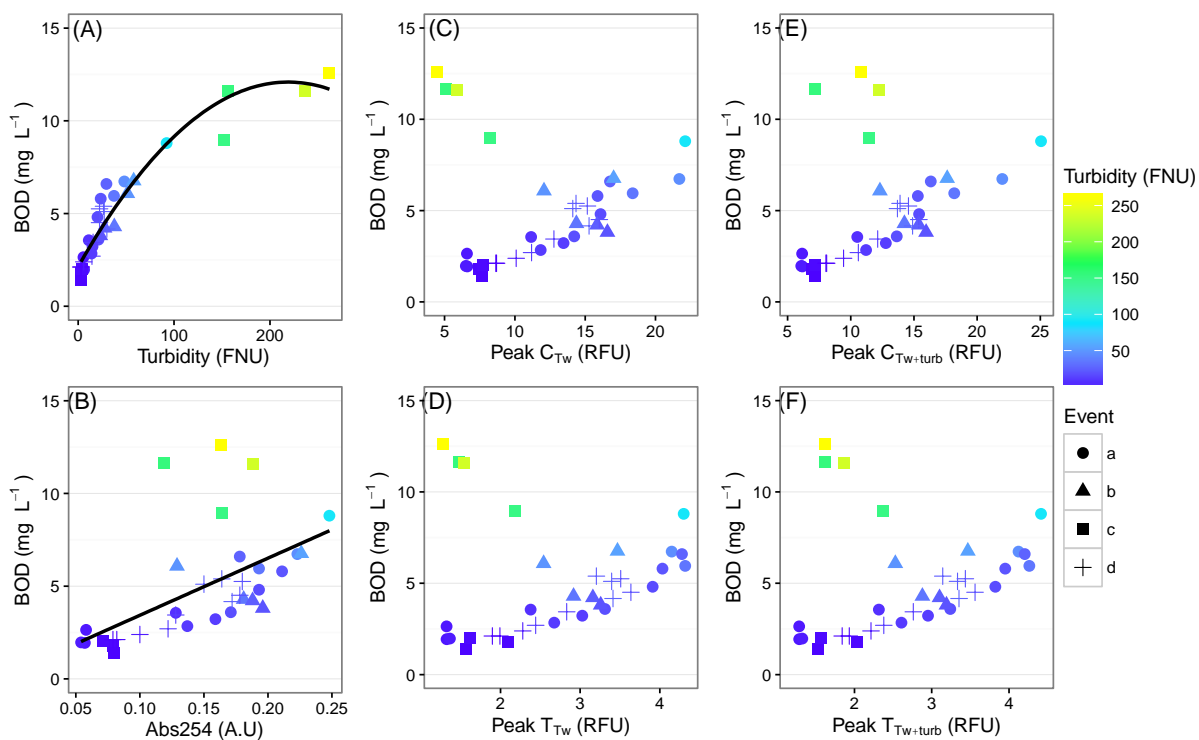 (A)
15
10
5
0
BOD (mg L⁻¹)
0 100 200
Turbidity (FNU)
(C)
15
10
5
0
BOD (mg L⁻¹)
5 10 15 20
Peak C_Tw (RFU)
(E)
15
10
5
0
BOD (mg L⁻¹)
5 10 15 20 25
Peak C_Tw+turb (RFU)
(B)
15
10
5
0
BOD (mg L⁻¹)
0.05 0.10 0.15 0.20 0.25
Abs254 (A.U)
(D)
15
10
5
0
BOD (mg L⁻¹)
2 3 4
Peak T_Tw (RFU)
(F)
15
10
5
0
BOD (mg L⁻¹)
2 3 4
Peak T_Tw+turb (RFU)
Turbidity (FNU)
250
200
150
100
50
Event
a
b
c
d